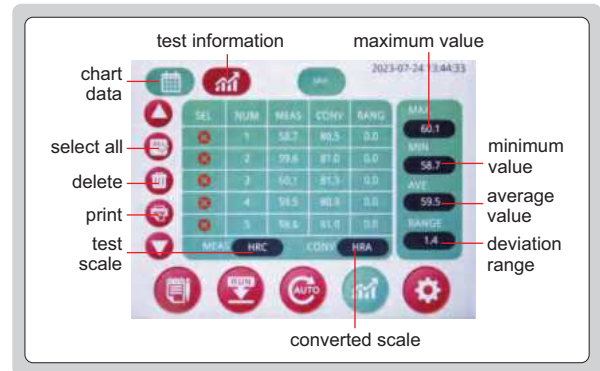 test information
maximum value
chart data
2023-07-24 13:44:33
SEL NUM MEAS CONV RANG
MAX
1 58.7 80.5 0.0
60.1
select all
MIN
minimum value
2 59.6 81.0 0.0
58.7
delete
3 60.1 81.3 0.0
AVE
average value
59.5
print
4 59.5 80.9 0.0
RANGE
5 59.6 81.0 0.0
1.4
deviation range
test scale
MEAS HRC CONV HRA
RUN
AUTO
converted scale